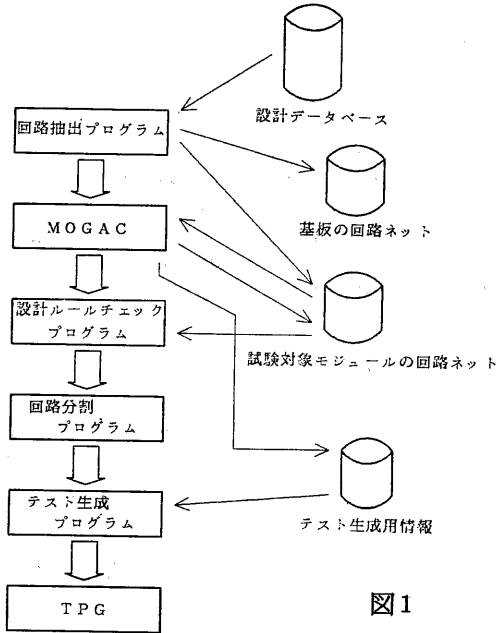 設計データベース
回路抽出プログラム
基板の回路ネット
MOGAC
設計ルールチェック
プログラム
試験対象モジュールの回路ネット
回路分割
プログラム
テスト生成
プログラム
テスト生成用情報
TPG
図1